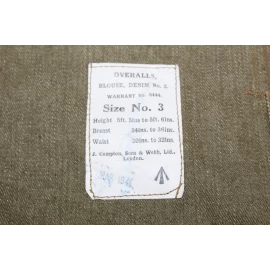 OVERALLS,
BLOUSE, DENIM No. 2.
WARRANT No. 8444.
Size No. 3
Height 5ft. 5ins to 5ft. 6ins.
Breast 34ins to 36ins
Waist 30ins to 32ins.
J. Compton, Sons & Webb, Ltd.,
London.